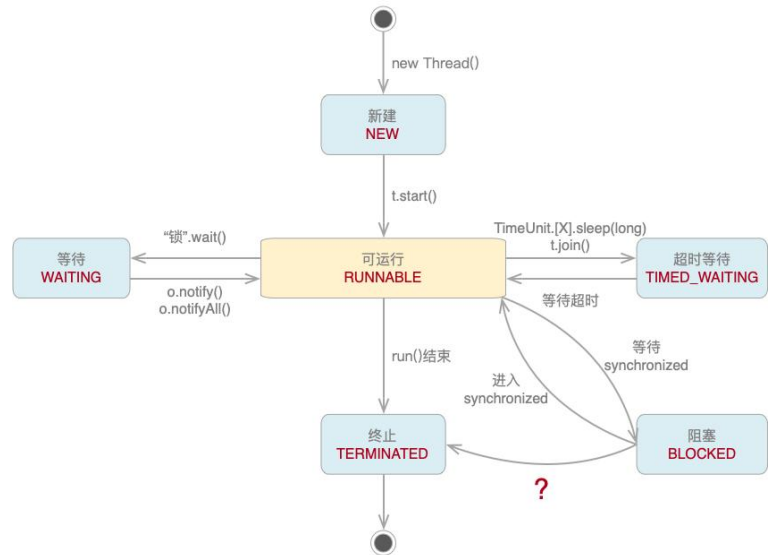 new Thread()
新建
NEW
t.start()
“锁”.wait()
TimeUnit.[X].sleep(long)
t.join()
等待
WAITING
可运行
RUNNABLE
超时等待
TIMED_WAITING
o.notify()
o.notifyAll()
等待超时
run()结束
进入
synchronized
等待
synchronized
终止
TERMINATED
阻塞
BLOCKED
?